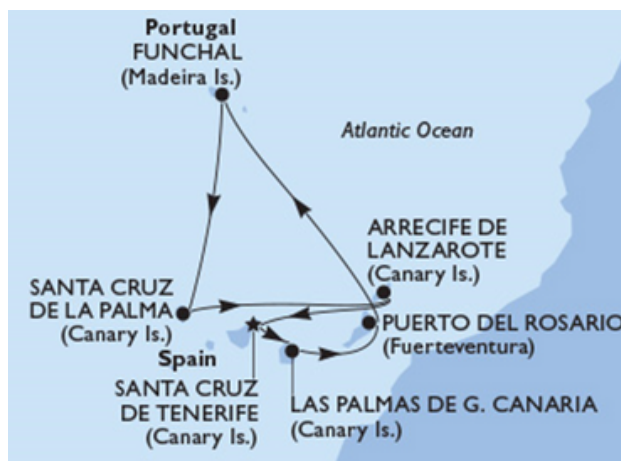 Portugal
FUNCHAL
(Madeira Is.)
Atlantic Ocean
ARRECIFE DE
LANZAROTE
(Canary Is.)
SANTA CRUZ
DE LA PALMA
(Canary Is.)
PUERTO DEL ROSARIO
(Fuerteventura)
Spain
SANTA CRUZ
DE TENERIFE
(Canary Is.)
LAS PALMAS DE G. CANARIA
(Canary Is.)